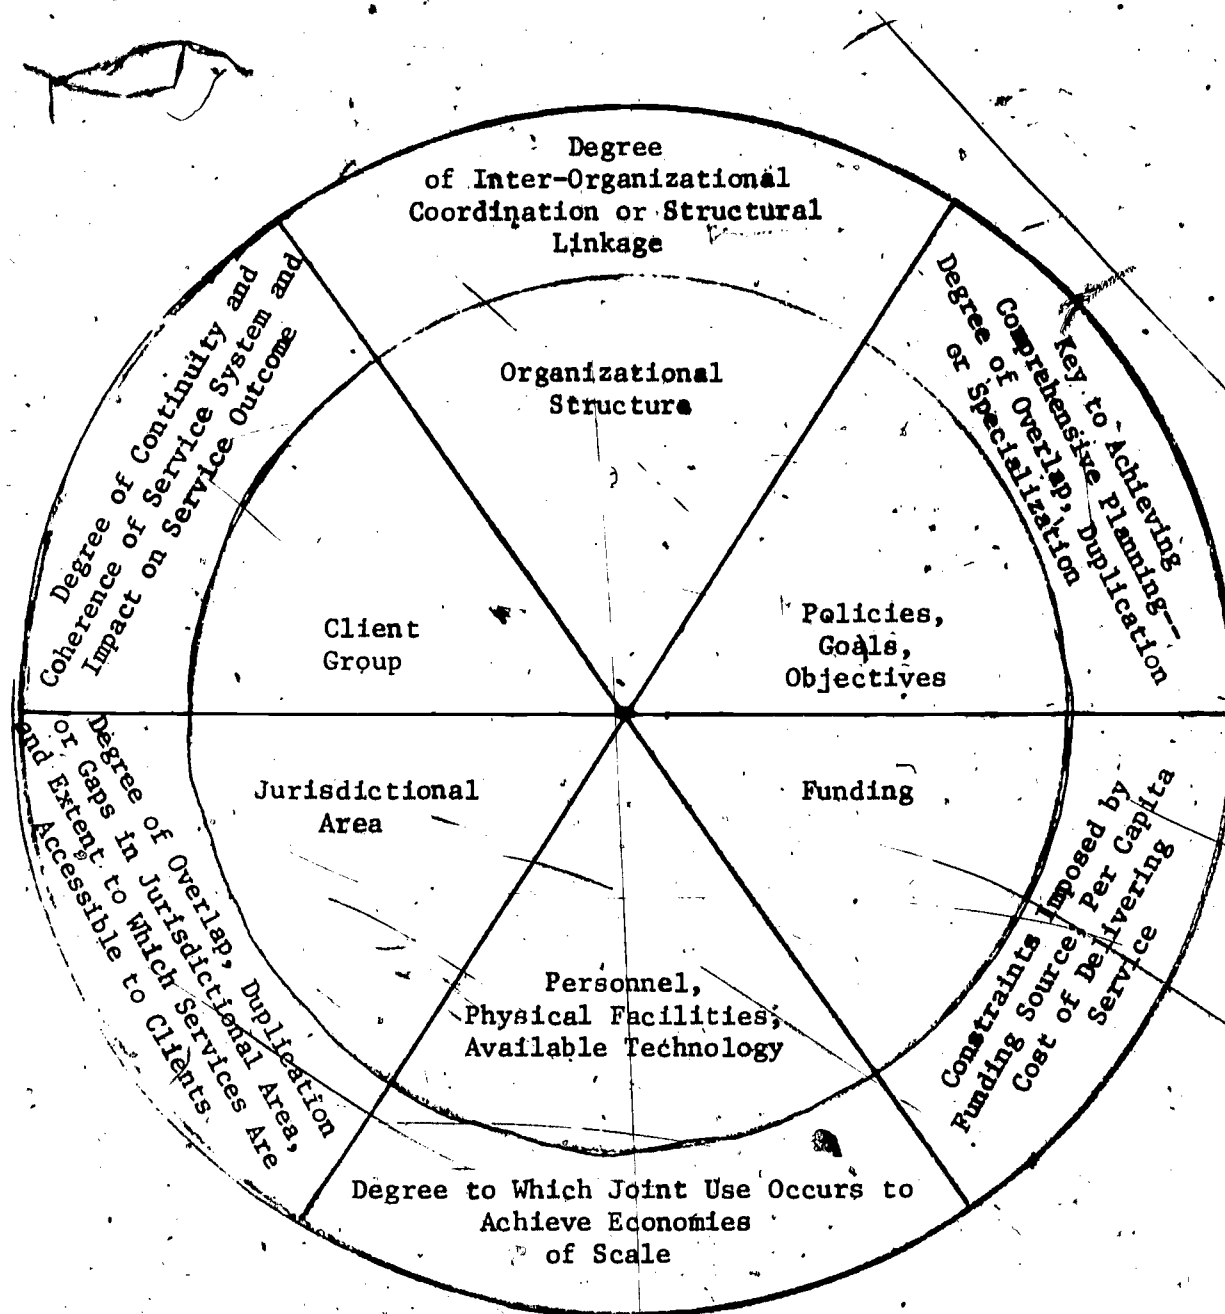 Degree
of Inter-Organizational
Coordination or Structural
Linkage
Organizational
Structure
Key to Achieving
Comprehensive Planning--
Degree of Overlap, Duplication
or Specialization
Policies,
Goals,
Objectives
Funding
Constraints Imposed by
Funding Source; Per Capita
Cost of Delivering
Service
Personnel,
Physical Facilities,
Available Technology
Degree to Which Joint Use Occurs to
Achieve Economies
of Scale
Jurisdictional
Area
Degree of Overlap, Duplication
or Gaps in Jurisdictional Area,
and Extent to Which Services Are
Accessible to Clients
Client
Group
Degree of Continuity and
Coherence of Service System and
Impact on Service Outcome